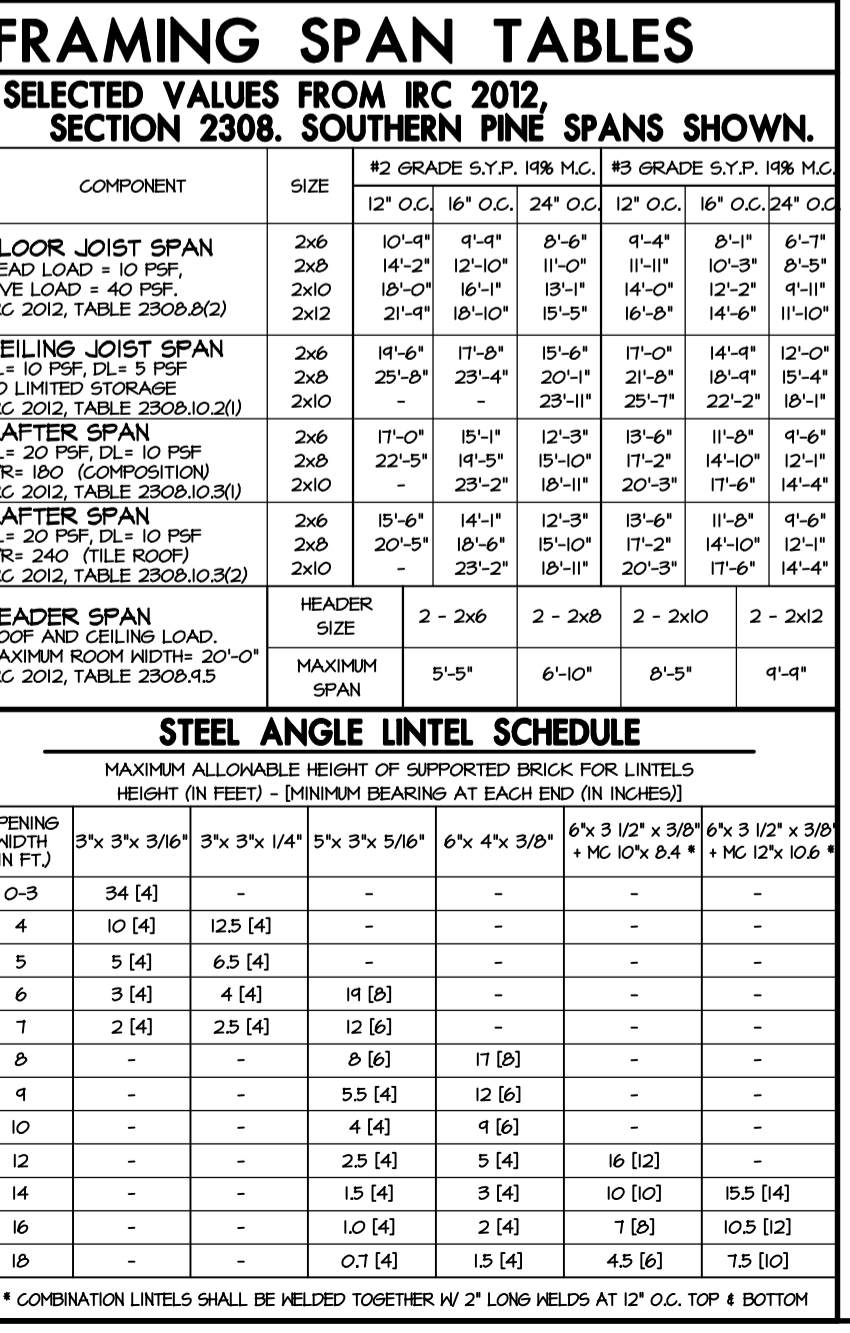 FRAMING SPAN TABLES
SELECTED VALUES FROM IRC 2012,
SECTION 2308. SOUTHERN PINE SPANS SHOWN.
COMPONENT SIZE #2 GRADE S.Y.P. 19% M.C. #3 GRADE S.Y.P. 19% M.C.
12" O.C. 16" O.C. 24" O.C. 12" O.C. 16" O.C. 24" O.C.
LOOR JOIST SPAN 2x6 10'-9" 9'-9" 8'-6" 9'-4" 8'-1" 6'-7"
EAD LOAD = 10 PSF, 2x8 14'-2" 12'-10" 11'-0" 11'-11" 10'-3" 8'-5"
VE LOAD = 40 PSF. 2x10 18'-0" 16'-1" 13'-1" 14'-0" 12'-2" 9'-11"
RC 2012, TABLE 2308.8(2) 2x12 21'-9" 18'-10" 15'-5" 16'-8" 14'-6" 11'-10"
EILING JOIST SPAN 2x6 19'-6" 17'-8" 15'-6" 17'-0" 14'-9" 12'-0"
L= 10 PSF, DL= 5 PSF 2x8 25'-8" 23'-4" 20'-1" 21'-8" 18'-9" 15'-4"
O LIMITED STORAGE 2x10 - - 23'-11" 25'-7" 22'-2" 18'-1"
RC 2012, TABLE 2308.10.2(1)
AFTER SPAN 2x6 17'-0" 15'-1" 12'-3" 13'-6" 11'-8" 9'-6"
L= 20 PSF, DL= 10 PSF 2x8 22'-5" 19'-5" 15'-10" 17'-2" 14'-10" 12'-1"
/R= 180 (COMPOSITION) 2x10 - 23'-2" 18'-11" 20'-3" 17'-6" 14'-4"
RC 2012, TABLE 2308.10.3(1)
AFTER SPAN 2x6 15'-6" 14'-1" 12'-3" 13'-6" 11'-8" 9'-6"
L= 20 PSF, DL= 10 PSF 2x8 20'-5" 18'-6" 15'-10" 17'-2" 14'-10" 12'-1"
/R= 240 (TILE ROOF) 2x10 - 23'-2" 18'-11" 20'-3" 17'-6" 14'-4"
RC 2012, TABLE 2308.10.3(2)
EADER SPAN
OOF AND CEILING LOAD.
AXIMUM ROOM WIDTH= 20'-0"
RC 2012, TABLE 2308.9.5
HEADER SIZE 2 - 2x6 2 - 2x8 2 - 2x10 2 - 2x12
MAXIMUM SPAN 5'-5" 6'-10" 8'-5" 9'-9"
STEEL ANGLE LINTEL SCHEDULE
MAXIMUM ALLOWABLE HEIGHT OF SUPPORTED BRICK FOR LINTELS
HEIGHT (IN FEET) - [MINIMUM BEARING AT EACH END (IN INCHES)]
PENING WIDTH IN FT.) 3"x 3"x 3/16" 3"x 3"x 1/4" 5"x 3"x 5/16" 6"x 4"x 3/8" 6"x 3 1/2" x 3/8" + MC 10"x 8.4 * 6"x 3 1/2" x 3/8" + MC 12"x 10.6 *
0-3 34 [4] - - - - -
4 10 [4] 12.5 [4] - - - -
5 5 [4] 6.5 [4] - - - -
6 3 [4] 4 [4] 19 [8] - - -
7 2 [4] 2.5 [4] 12 [6] - - -
8 - - 8 [6] 17 [8] - -
9 - - 5.5 [4] 12 [6] - -
10 - - 4 [4] 9 [6] - -
12 - - 2.5 [4] 5 [4] 16 [12] -
14 - - 1.5 [4] 3 [4] 10 [10] 15.5 [14]
16 - - 1.0 [4] 2 [4] 7 [8] 10.5 [12]
18 - - 0.7 [4] 1.5 [4] 4.5 [6] 7.5 [10]
* COMBINATION LINTELS SHALL BE WELDED TOGETHER W/ 2" LONG WELDS AT 12" O.C. TOP & BOTTOM